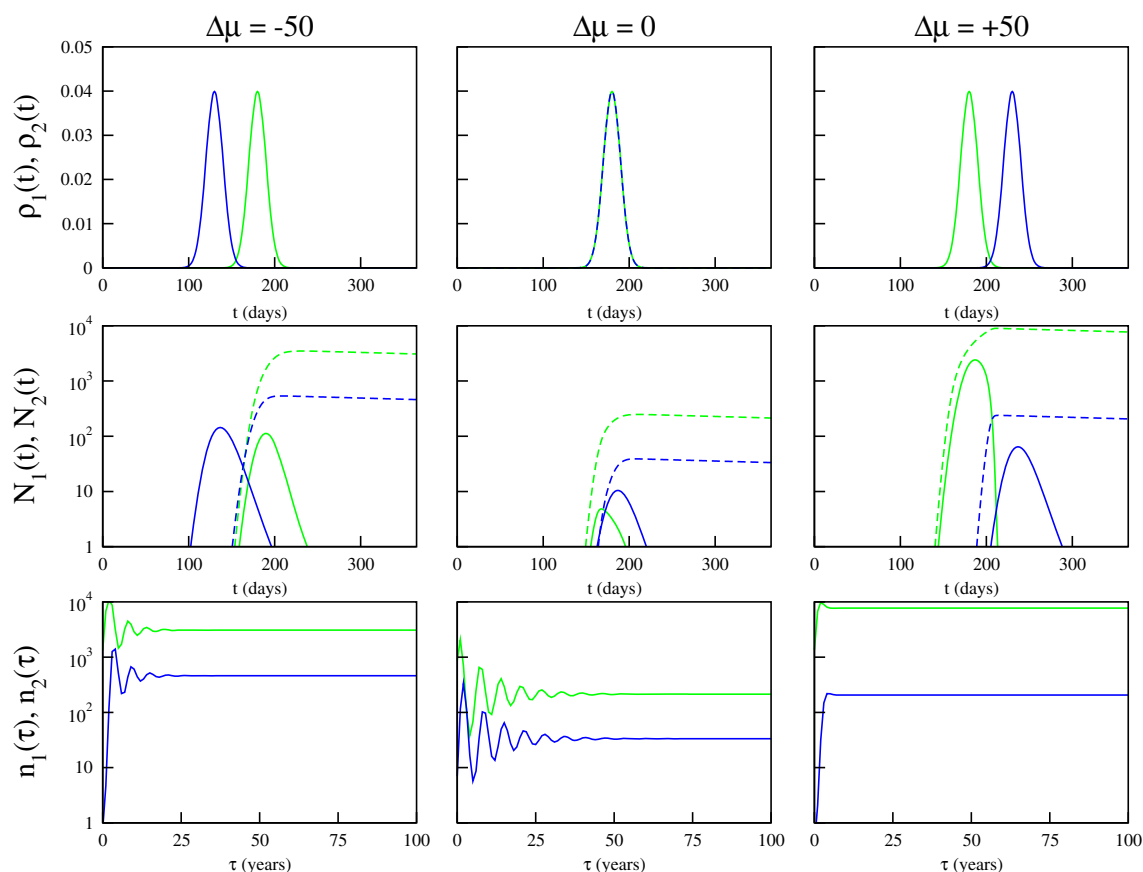 Δμ = -50 Δμ = 0 Δμ = +50
ρ1(t), ρ2(t)
0.05
0.04
0.03
0.02
0.01
0
0 100 200 300
t (days)
0 100 200 300
t (days)
0 100 200 300
t (days)
N1(t), N2(t)
10^4
10^3
10^2
10
1
0 100 200 300
t (days)
0 100 200 300
t (days)
0 100 200 300
t (days)
n1(τ), n2(τ)
10^4
10^3
10^2
10
1
0 25 50 75 100
τ (years)
0 25 50 75 100
τ (years)
0 25 50 75 100
τ (years)